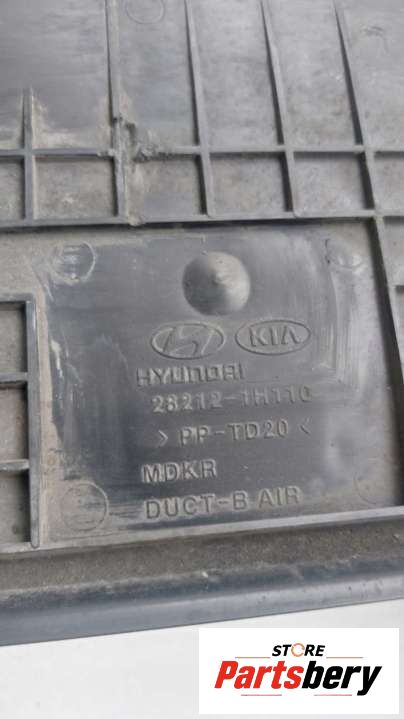 KIA
HYUNDAI
28212-1H110
> PP-TD20 <
MDKR
DUCT-B AIR
STORE
Partsbery